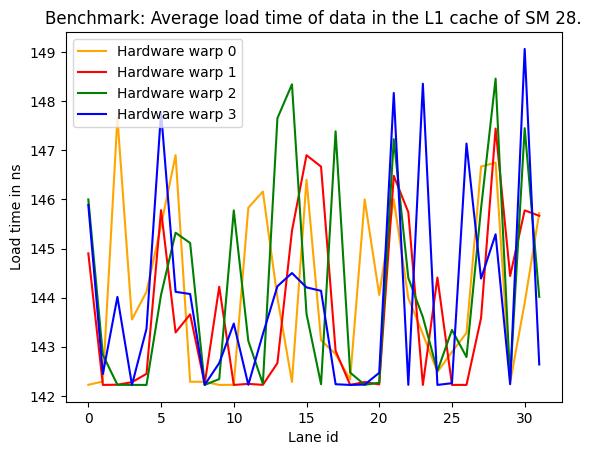 Benchmark: Average load time of data in the L1 cache of SM 28.
Hardware warp 0
Hardware warp 1
Hardware warp 2
Hardware warp 3
149
148
147
146
145
144
143
142
Load time in ns
0 5 10 15 20 25 30
Lane id